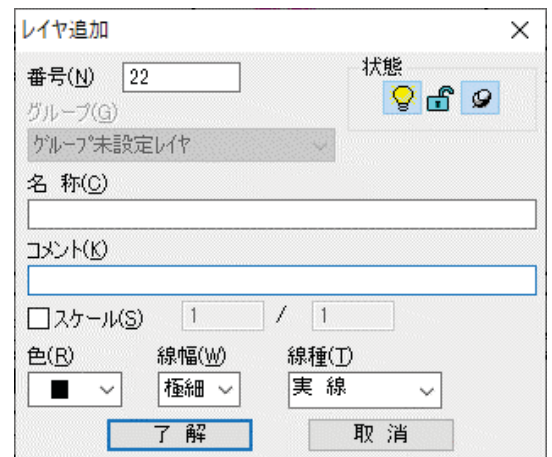 レイヤ追加
番号(N) 22 状態
グループ(G)
グループ未設定レイヤ
名 称(C)
コメント(K)
スケール(S) 1 / 1
色(R) 線幅(W) 線種(T)
極細 実 線
了 解 取 消